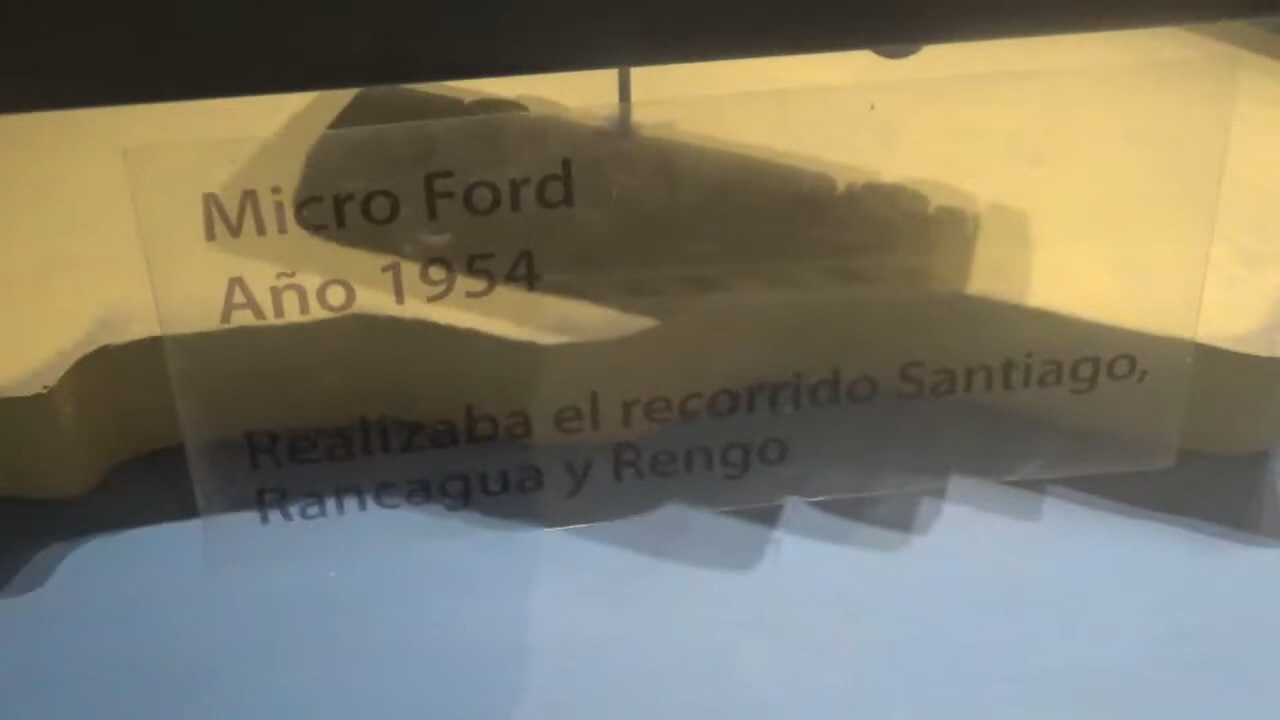 Micro Ford
Año 1954
Realizaba el recorrido Santiago,
Rancagua y Rengo